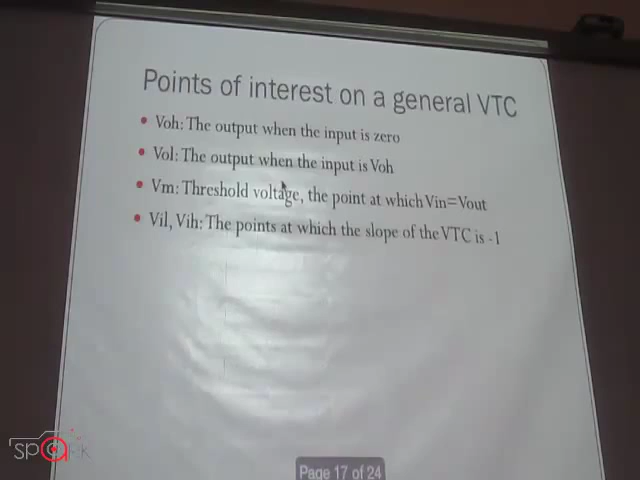 Points of interest on a general VTC
• Voh: The output when the input is zero
• Vol: The output when the input is Voh
• Vm: Threshold voltage, the point at which Vin=Vout
• Vil, Vih: The points at which the slope of the VTC is -1
Page 17 of 24
spaRK